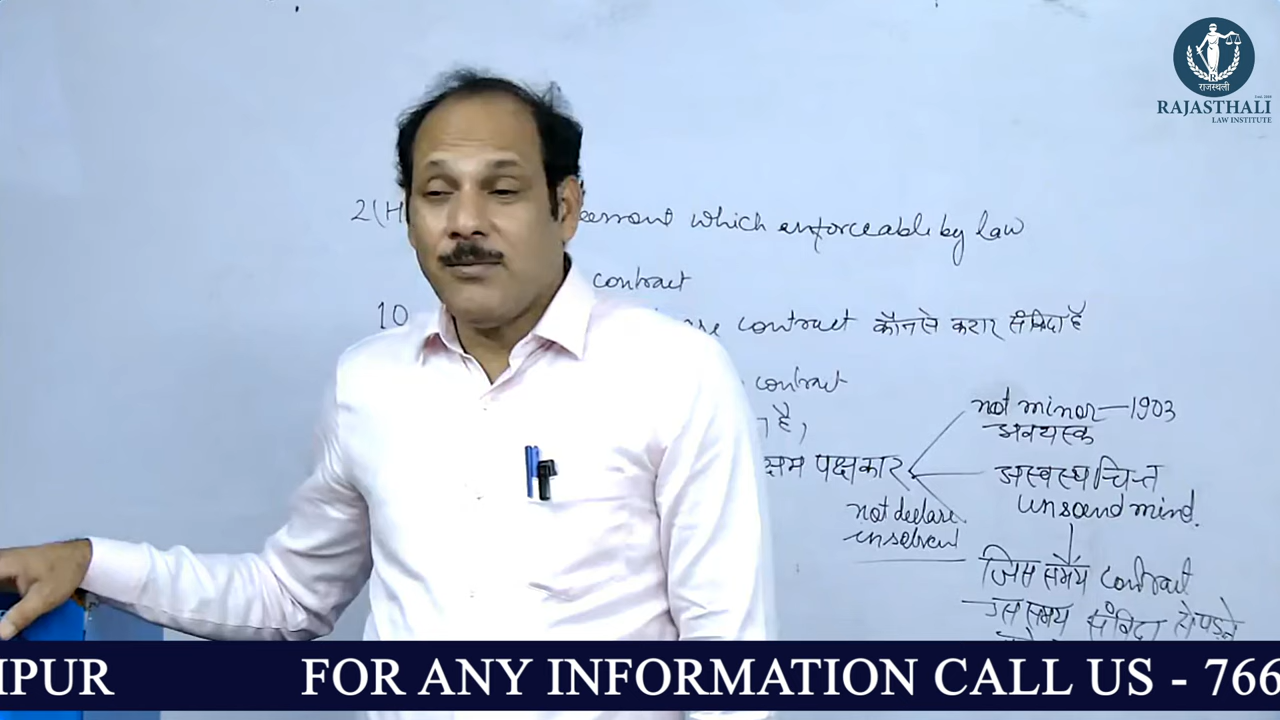 राजस्थली
RAJASTHALI
LAW INSTITUTE
2(H which enforceable by law
contract
10 contract कौनसे करार संविदा है
contract
है,
not minor—1903
अवयस्क
पक्षकार
अस्वस्थचित्त
unsound mind.
not declare
unsolvent
जिस समय contract
उस समय संविदा
IPUR FOR ANY INFORMATION CALL US - 766